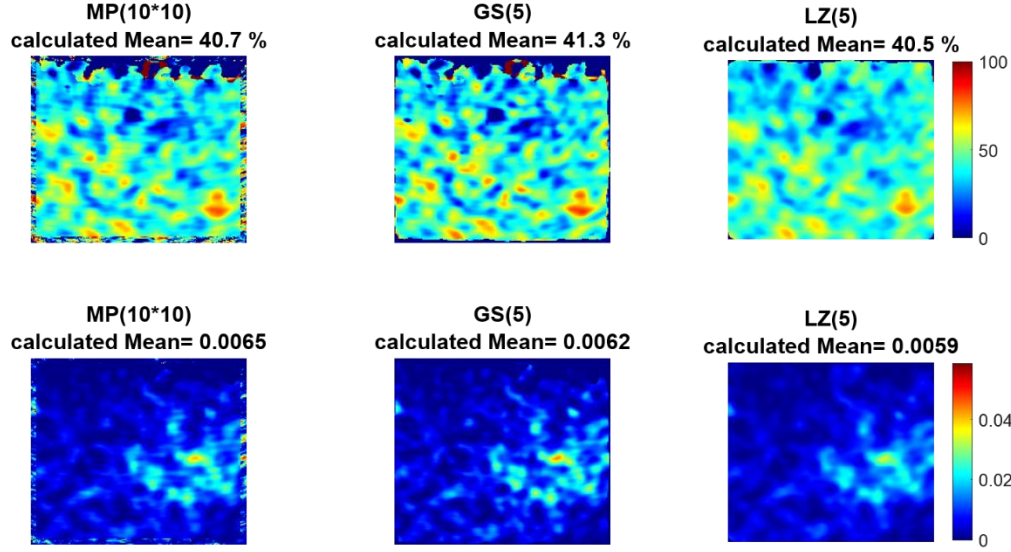 MP(10*10)
calculated Mean= 40.7 %
GS(5)
calculated Mean= 41.3 %
LZ(5)
calculated Mean= 40.5 %
100
50
0
MP(10*10)
calculated Mean= 0.0065
GS(5)
calculated Mean= 0.0062
LZ(5)
calculated Mean= 0.0059
0.04
0.02
0